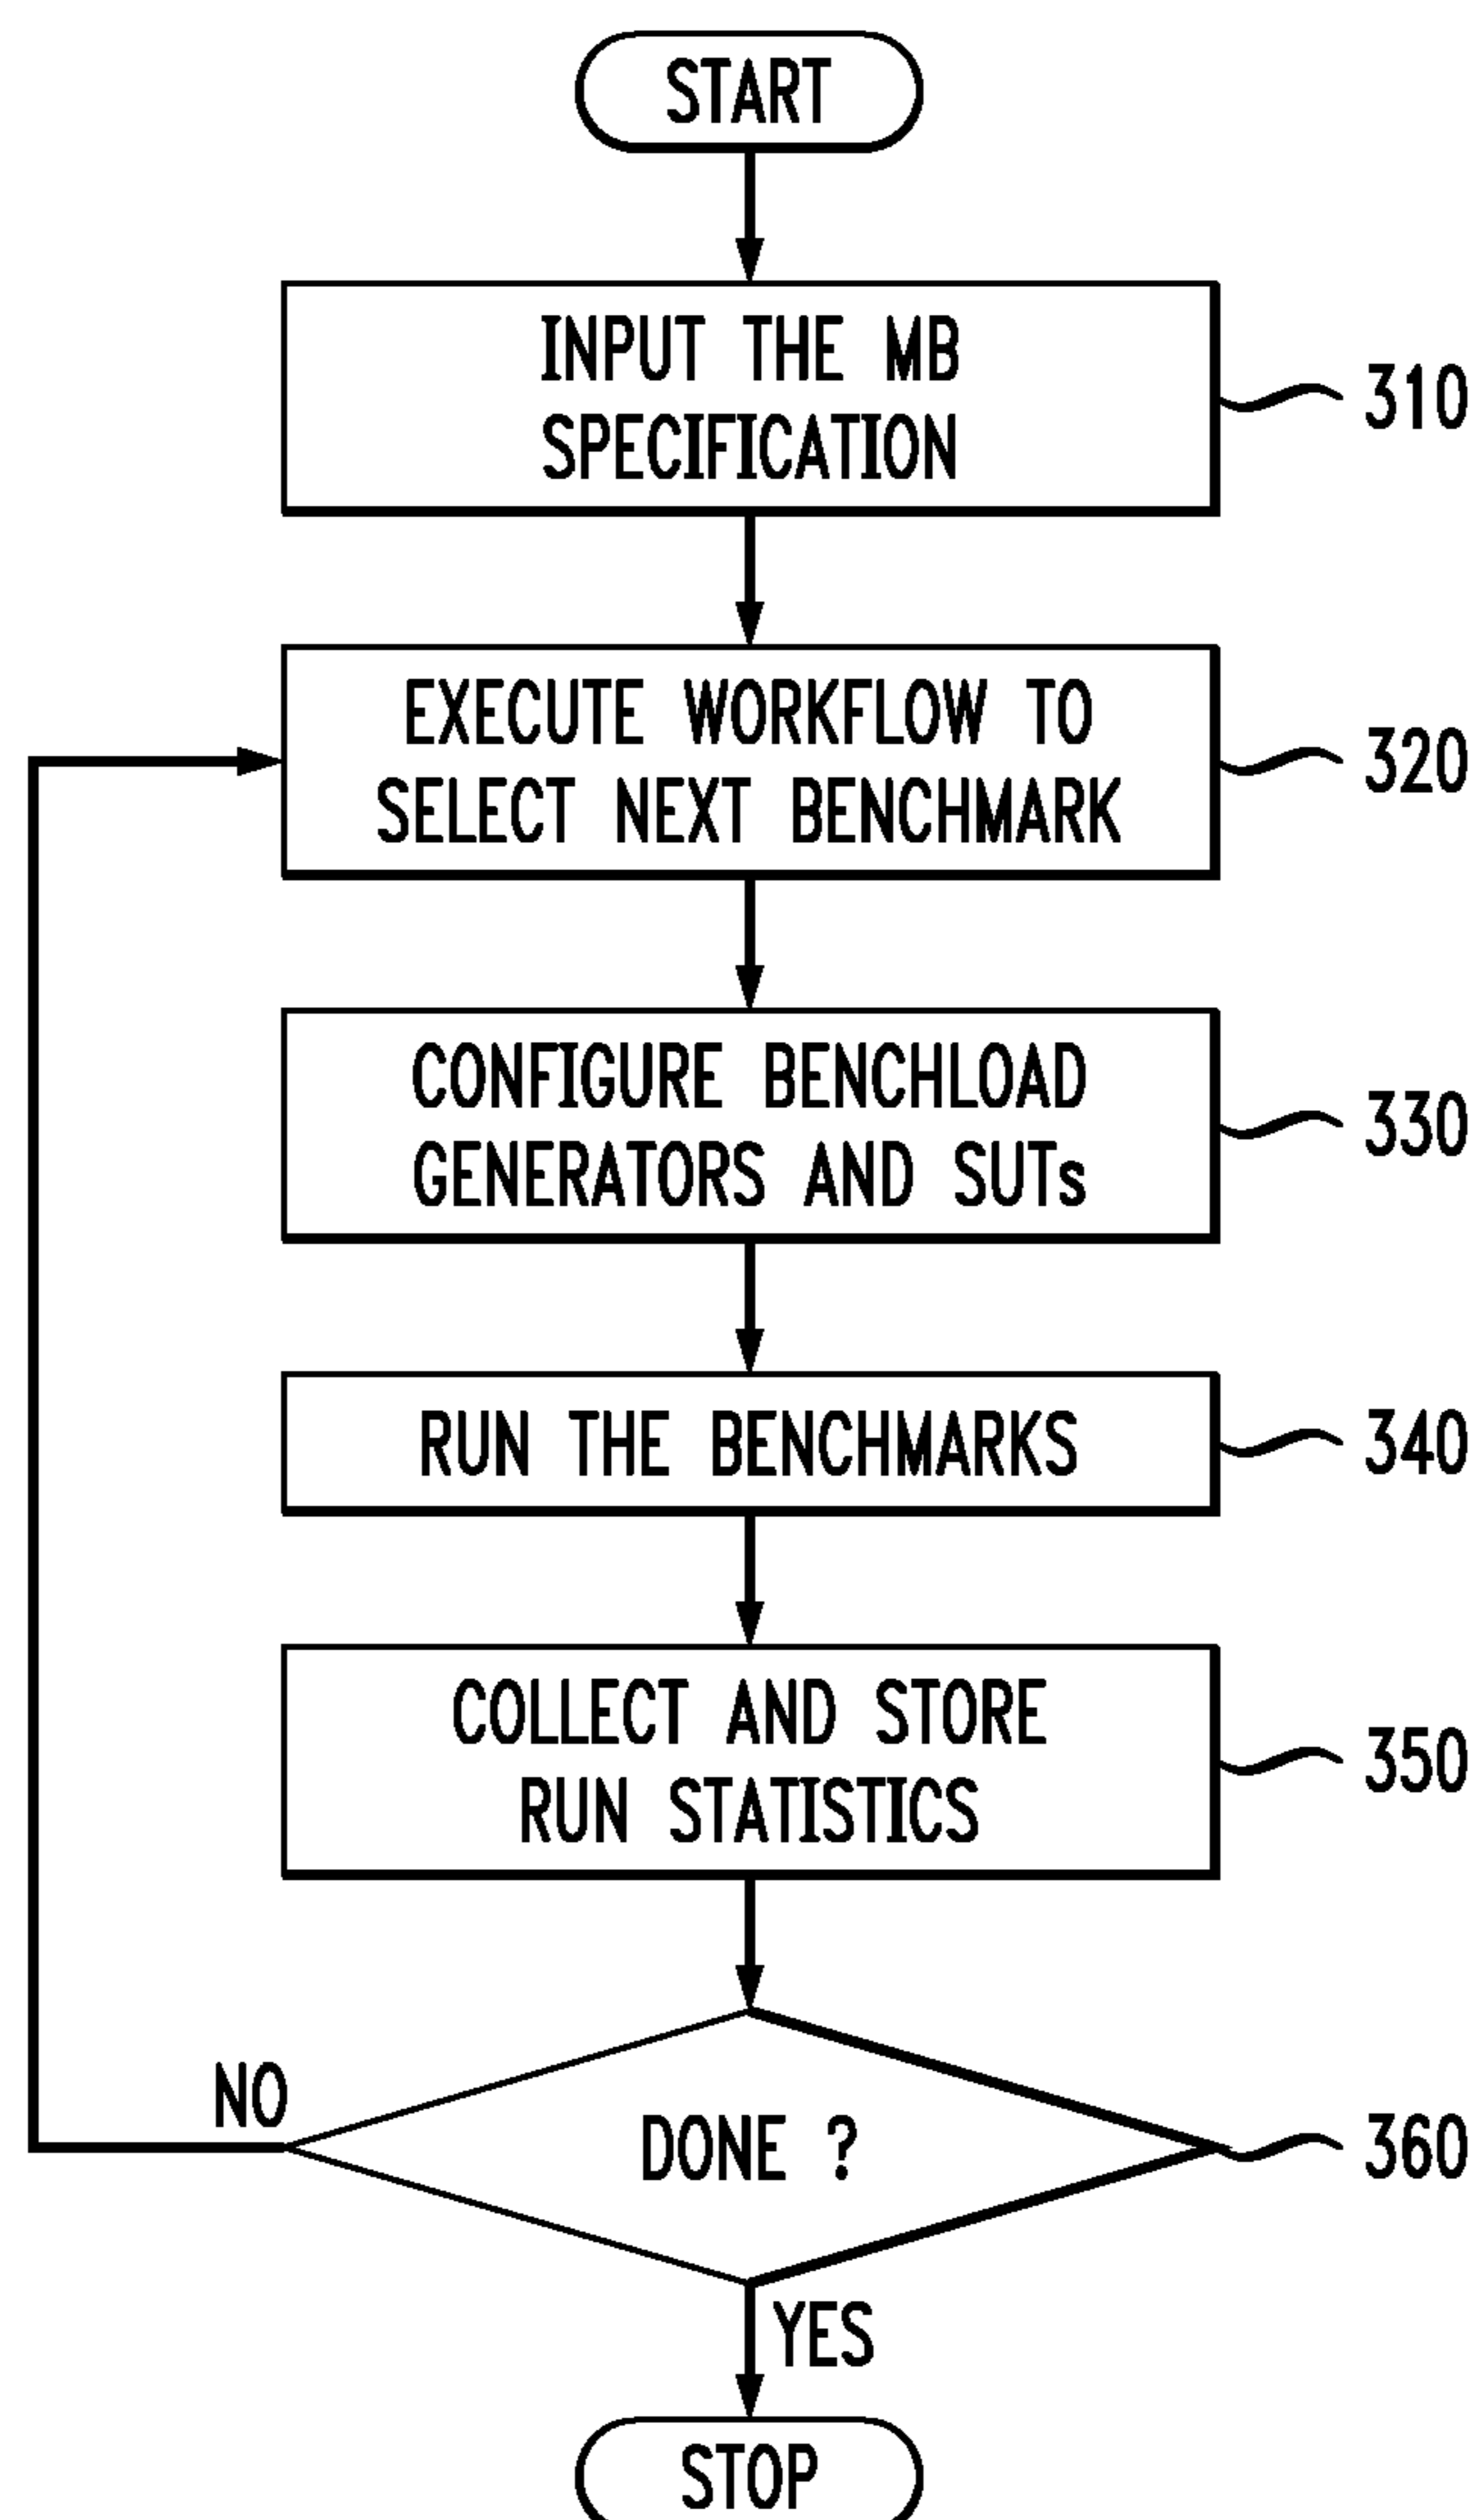 START
INPUT THE MB
SPECIFICATION
310
EXECUTE WORKFLOW TO
SELECT NEXT BENCHMARK
320
CONFIGURE BENCHLOAD
GENERATORS AND SUTs
330
RUN THE BENCHMARKS
340
COLLECT AND STORE
RUN STATISTICS
350
NO
DONE ?
360
YES
STOP